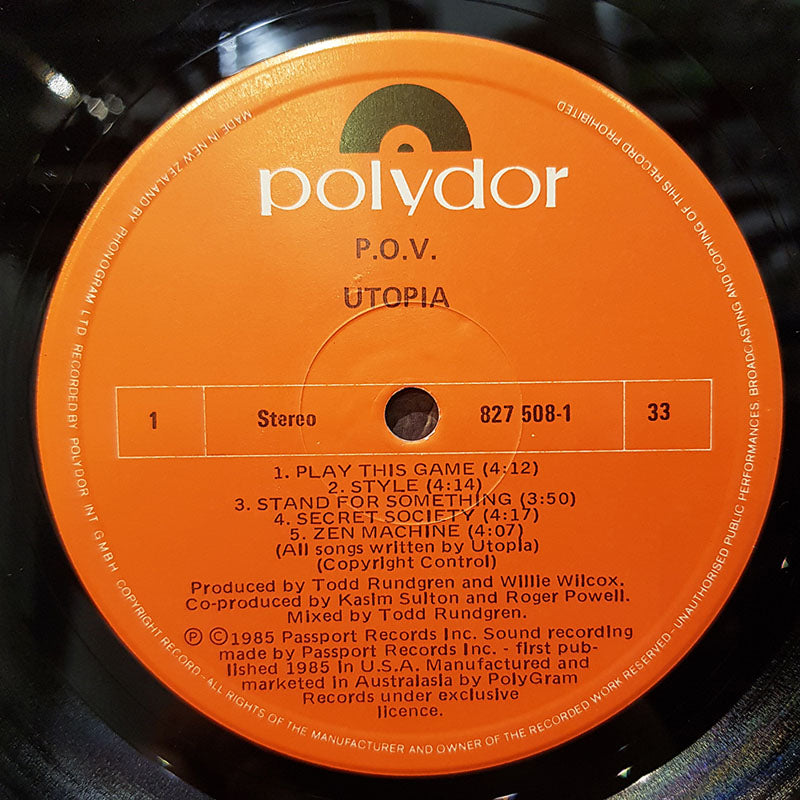 polydor
P.O.V.
UTOPIA
1 Stereo 827 508-1 33
1. PLAY THIS GAME (4:12)
2. STYLE (4:14)
3. STAND FOR SOMETHING (3:50)
4. SECRET SOCIETY (4:17)
5. ZEN MACHINE (4:07)
(All songs written by Utopia)
(Copyright Control)
Produced by Todd Rundgren and Willie Wilcox.
Co-produced by Kasim Sulton and Roger Powell.
Mixed by Todd Rundgren.
Ⓟ ©1985 Passport Records Inc. Sound recording
made by Passport Records Inc. - first pub-
lished 1985 in U.S.A. Manufactured and
marketed in Australasia by PolyGram
Records under exclusive
licence.
MADE IN NEW ZEALAND BY PHONOGRAM LTD RECORDED BY POLYDOR INT GMBH COPYRIGHT RECORD - ALL RIGHTS OF THE MANUFACTURER AND OWNER OF THE RECORDED WORK RESERVED - UNAUTHORISED PUBLIC PERFORMANCES BROADCASTING AND COPYING OF THIS RECORD PROHIBITED